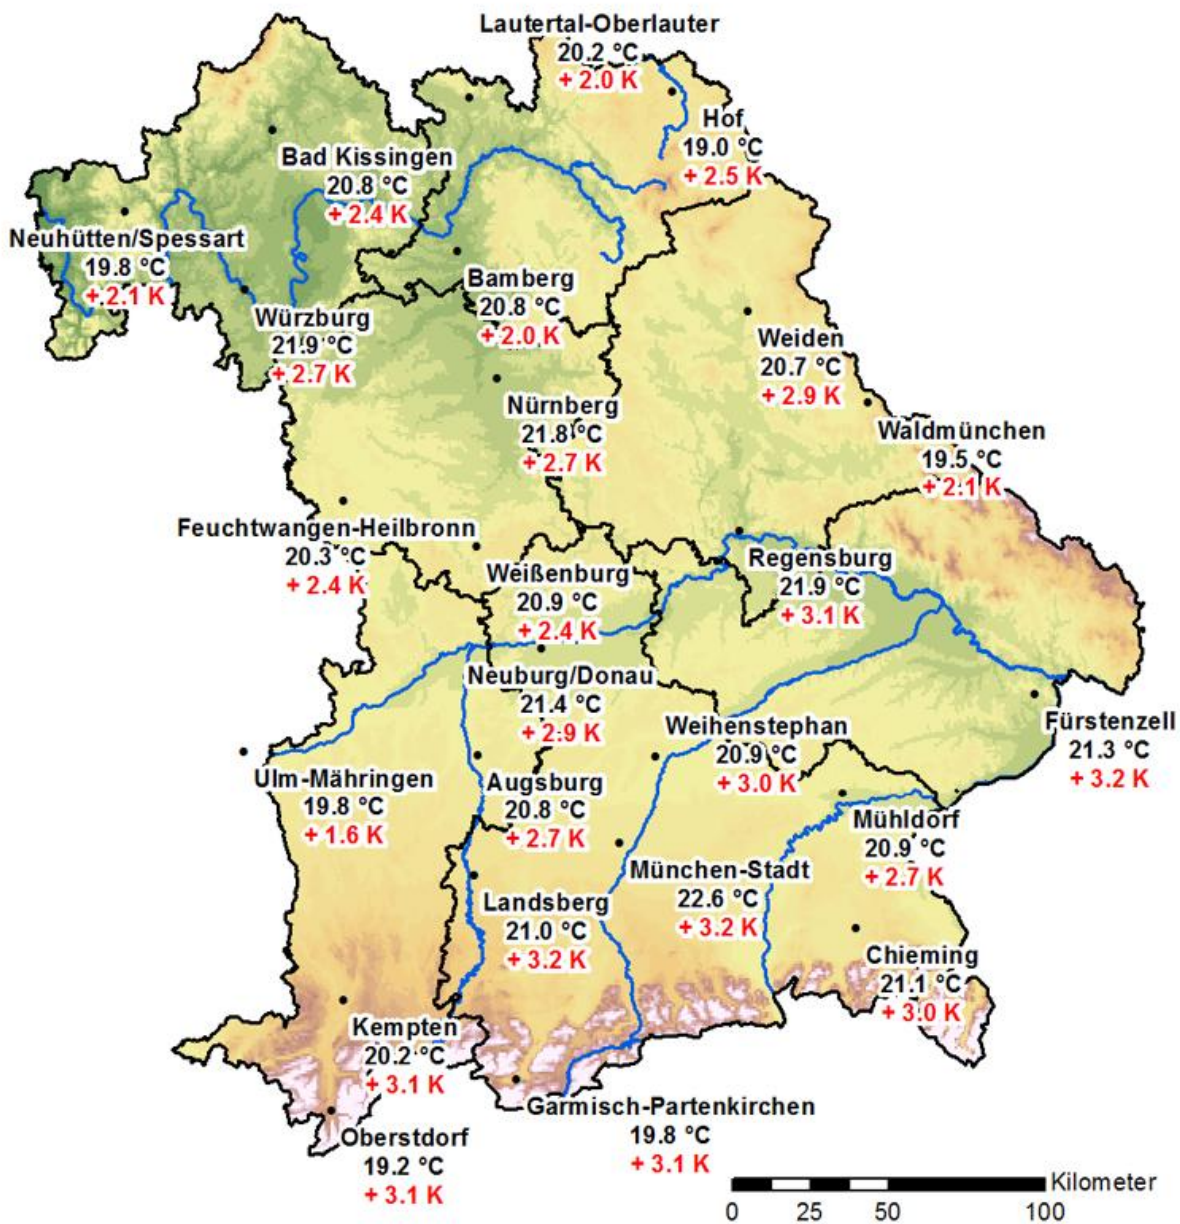 Lautertal-Oberlauter
20.2 °C
+ 2.0 K
Hof
19.0 °C
+ 2.5 K
Bad Kissingen
20.8 °C
+ 2.4 K
Neuhütten/Spessart
19.8 °C
+ 2.1 K
Bamberg
20.8 °C
+ 2.0 K
Würzburg
21.9 °C
+ 2.7 K
Weiden
20.7 °C
+ 2.9 K
Nürnberg
21.8 °C
+ 2.7 K
Waldmünchen
19.5 °C
+ 2.1 K
Feuchtwangen-Heilbronn
20.3 °C
+ 2.4 K
Weißenburg
20.9 °C
+ 2.4 K
Regensburg
21.9 °C
+ 3.1 K
Neuburg/Donau
21.4 °C
+ 2.9 K
Weihenstephan
20.9 °C
+ 3.0 K
Fürstenzell
21.3 °C
+ 3.2 K
Ulm-Mähringen
19.8 °C
+ 1.6 K
Augsburg
20.8 °C
+ 2.7 K
Mühldorf
20.9 °C
+ 2.7 K
München-Stadt
22.6 °C
+ 3.2 K
Landsberg
21.0 °C
+ 3.2 K
Chieming
21.1 °C
+ 3.0 K
Kempten
20.2 °C
+ 3.1 K
Garmisch-Partenkirchen
19.8 °C
+ 3.1 K
Oberstdorf
19.2 °C
+ 3.1 K
Kilometer
0 25 50 100